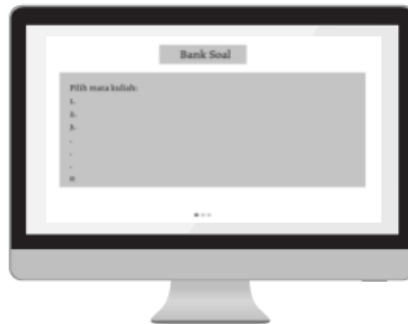 Bank Soal
Pilih mata kuliah:
1.
2.
3.
.
.
.
n